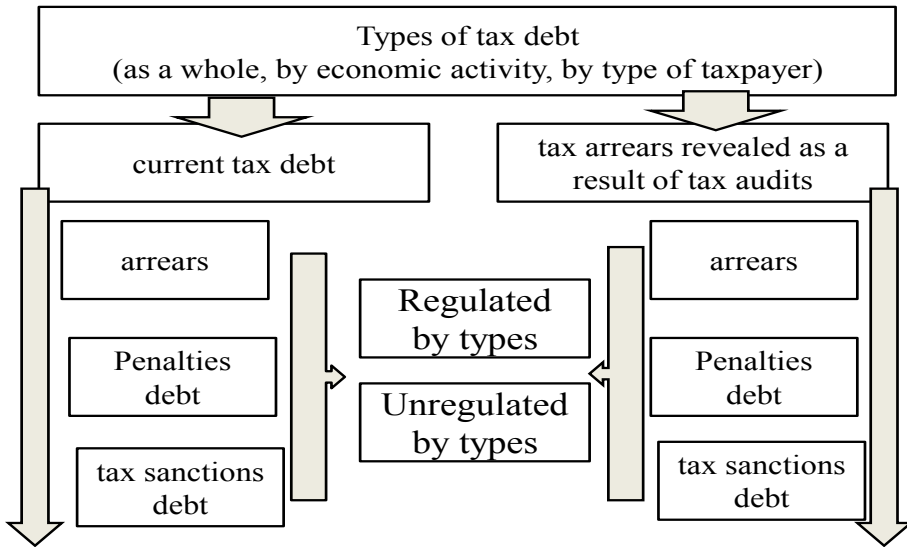 Types of tax debt
(as a whole, by economic activity, by type of taxpayer)
current tax debt
tax arrears revealed as a
result of tax audits
arrears
Penalties
debt
tax sanctions
debt
Regulated
by types
Unregulated
by types
arrears
Penalties
debt
tax sanctions
debt